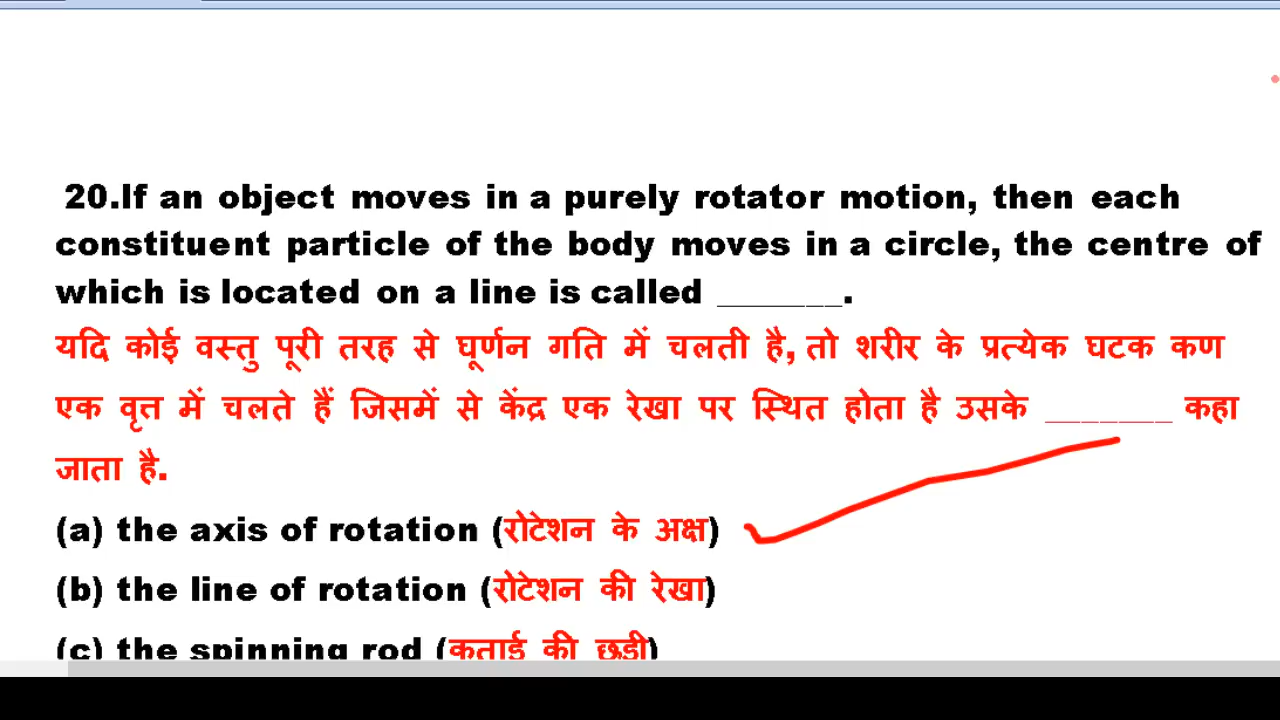 20.If an object moves in a purely rotator motion, then each
constituent particle of the body moves in a circle, the centre of
which is located on a line is called _______.
यदि कोई वस्तु पूरी तरह से घूर्णन गति में चलती है, तो शरीर के प्रत्येक घटक कण
एक वृत में चलते हैं जिसमें से केंद्र एक रेखा पर स्थित होता है उसके _______ कहा
जाता है.
(a) the axis of rotation (रोटेशन के अक्ष)
(b) the line of rotation (रोटेशन की रेखा)
(c) the spinning rod (कताई की छड़ी)